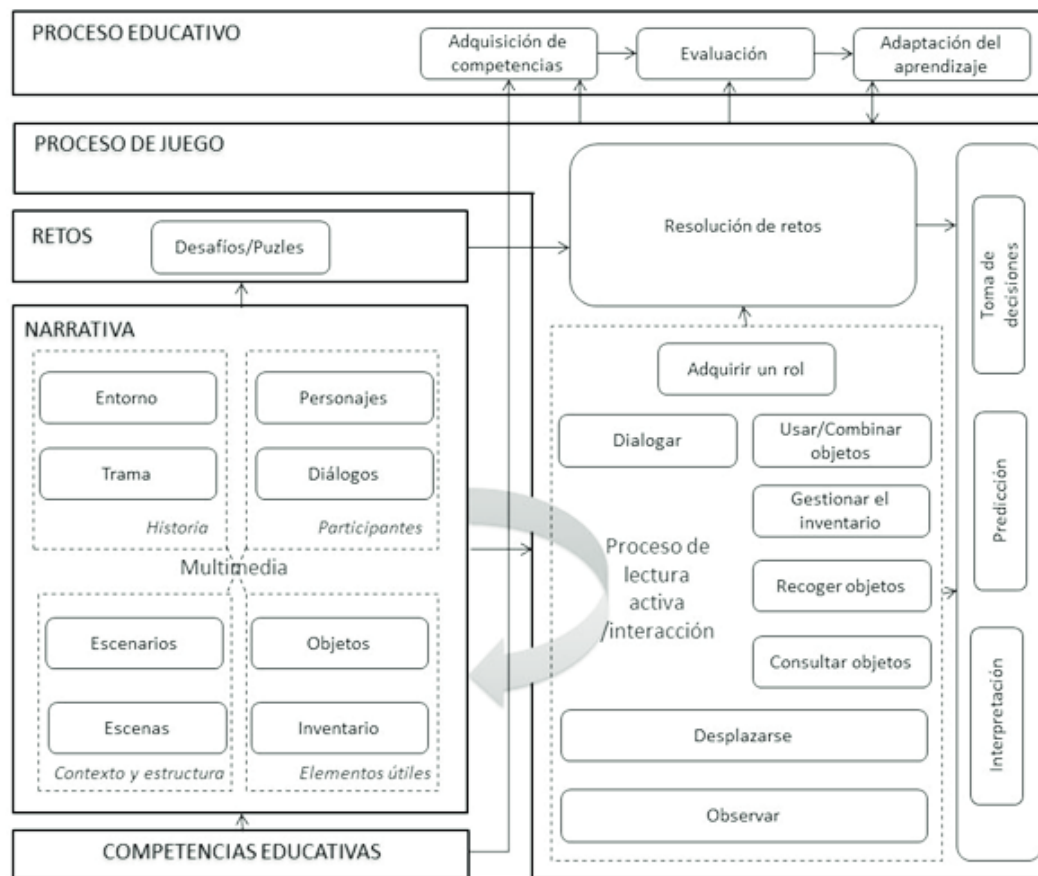 PROCESO EDUCATIVO
Adquisición de
competencias
Evaluación
Adaptación del
aprendizaje
PROCESO DE JUEGO
Resolución de retos
RETOS
Desafíos/Puzles
NARRATIVA
Entorno
Personajes
Trama
Diálogos
Historia
Participantes
Multimedia
Escenarios
Objetos
Escenas
Inventario
Contexto y estructura
Elementos útiles
COMPETENCIAS EDUCATIVAS
Adquirir un rol
Dialogar
Usar/Combinar
objetos
Gestionar el
inventario
Proceso de
lectura
activa
/interacción
Recoger objetos
Consultar objetos
Desplazarse
Observar
Toma de
decisiones
Predicción
Interpretación